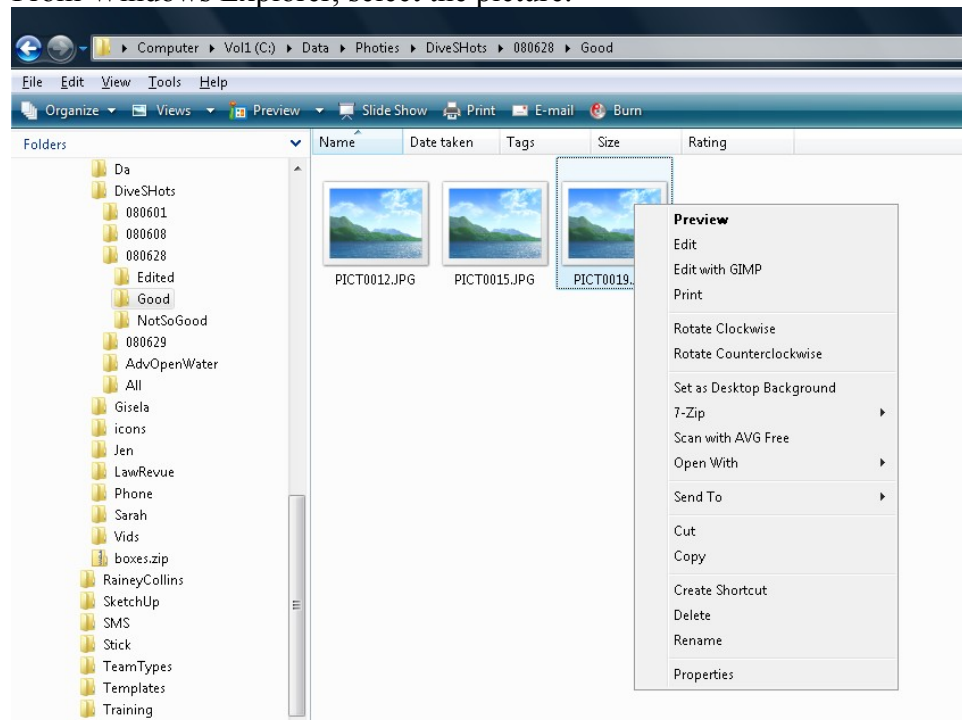 From Windows Explorer, select the picture.
Computer ▸ Vol1 (C:) ▸ Data ▸ Photies ▸ DiveSHots ▸ 080628 ▸ Good
File Edit View Tools Help
Organize Views Preview Slide Show Print E-mail Burn
Folders
Name Date taken Tags Size Rating
Da
DiveSHots
080601
080608
080628
Edited
Good
NotSoGood
080629
AdvOpenWater
All
Gisela
icons
Jen
LawRevue
Phone
Sarah
Vids
boxes.zip
RaineyCollins
SketchUp
SMS
Stick
TeamTypes
Templates
Training
PICT0012.JPG PICT0015.JPG PICT0019.
Preview
Edit
Edit with GIMP
Print
Rotate Clockwise
Rotate Counterclockwise
Set as Desktop Background
7-Zip
Scan with AVG Free
Open With
Send To
Cut
Copy
Create Shortcut
Delete
Rename
Properties